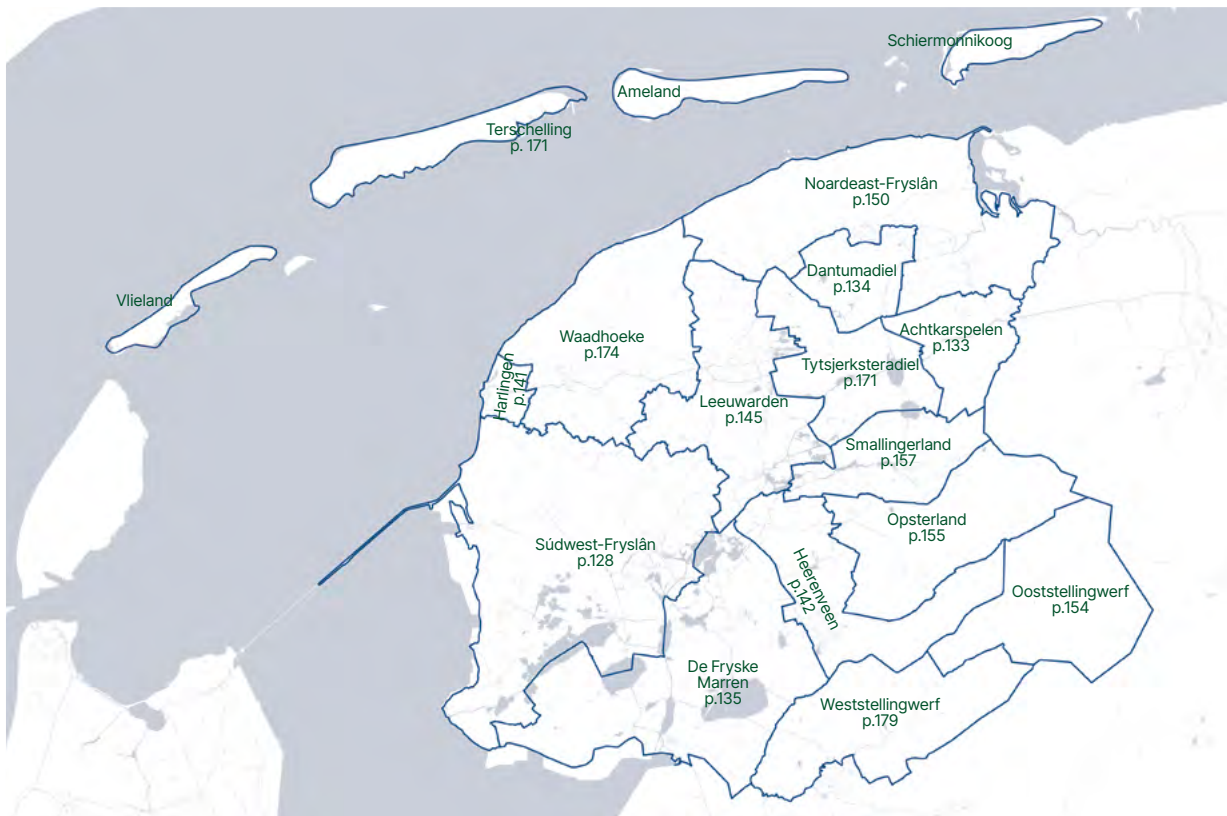 Schiermonnikoog
Ameland
Terschelling
p. 171
Noardeast-Fryslân
p.150
Dantumadiel
p.134
Vlieland
Achtkarspelen
p.133
Waadhoeke
p.174
Tytsjerksteradiel
p.171
Harlingen
p.141
Leeuwarden
p.145
Smallingerland
p.157
Opsterland
p.155
Súdwest-Fryslân
p.128
Heerenveen
p.142
Ooststellingwerf
p.154
De Fryske
Marren
p.135
Weststellingwerf
p.179